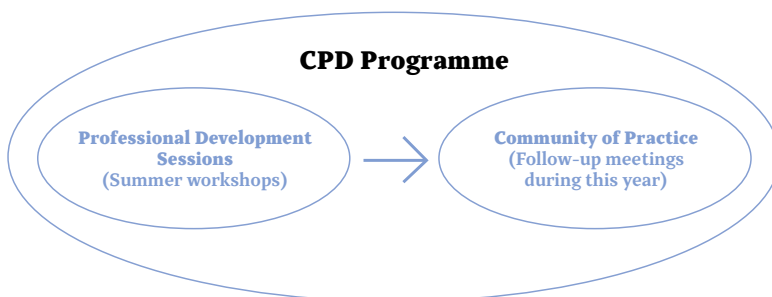 CPD Programme
Professional Development
Sessions
(Summer workshops)
Community of Practice
(Follow-up meetings
during this year)